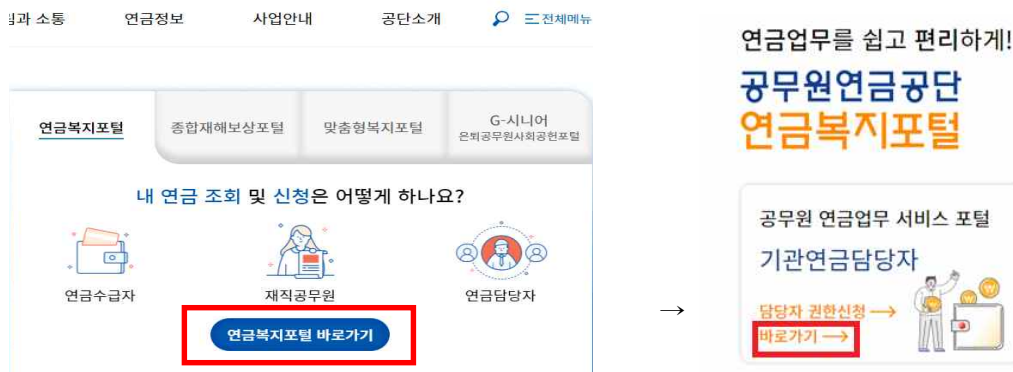 과 소통 연금정보 사업안내 공단소개 전체메뉴
연금복지포털 종합재해보상포털 맞춤형복지포털 G-시니어
은퇴공무원사회공헌포털
내 연금 조회 및 신청은 어떻게 하나요?
연금수급자 재직공무원 연금담당자
연금복지포털 바로가기
→
연금업무를 쉽고 편리하게!
공무원연금공단
연금복지포털
공무원 연금업무 서비스 포털
기관연금담당자
담당자 권한신청 →
바로가기 →